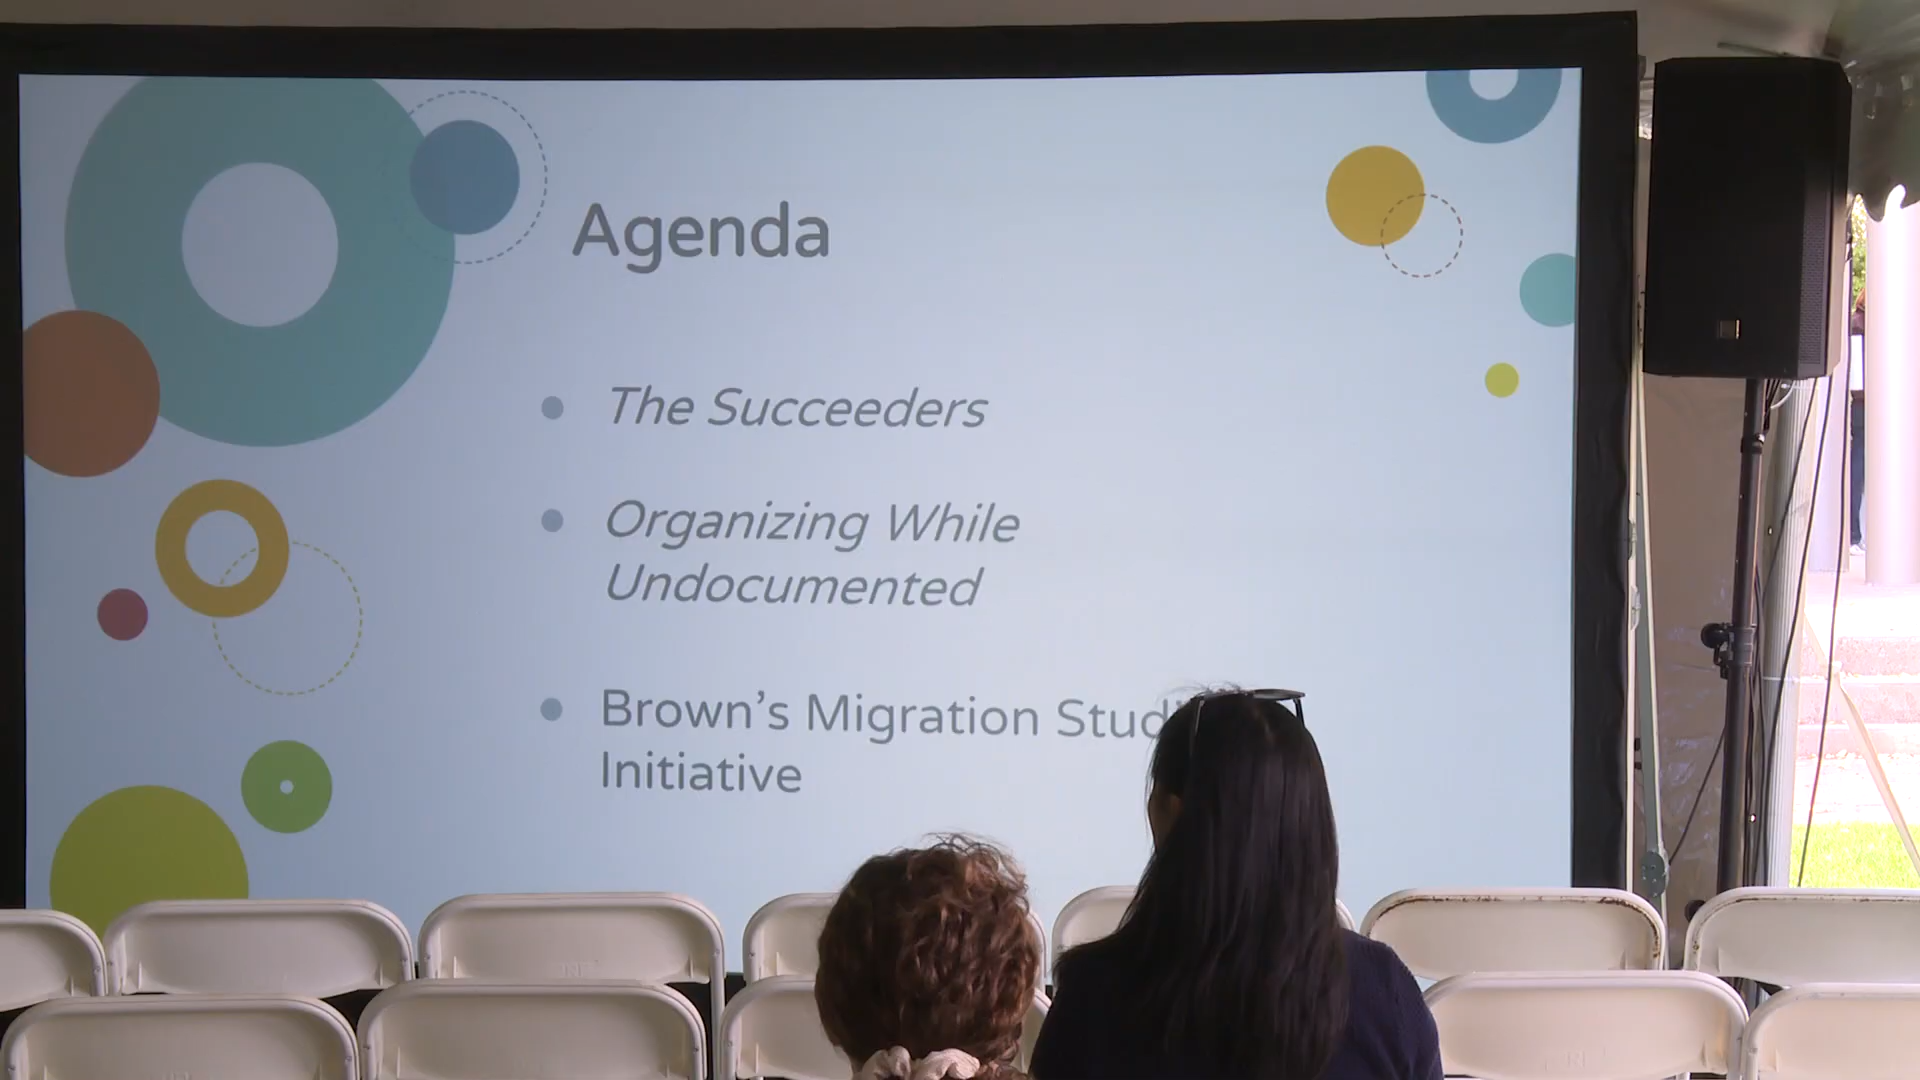 Agenda
The Succeeders
Organizing While
Undocumented
Brown's Migration
Initiative